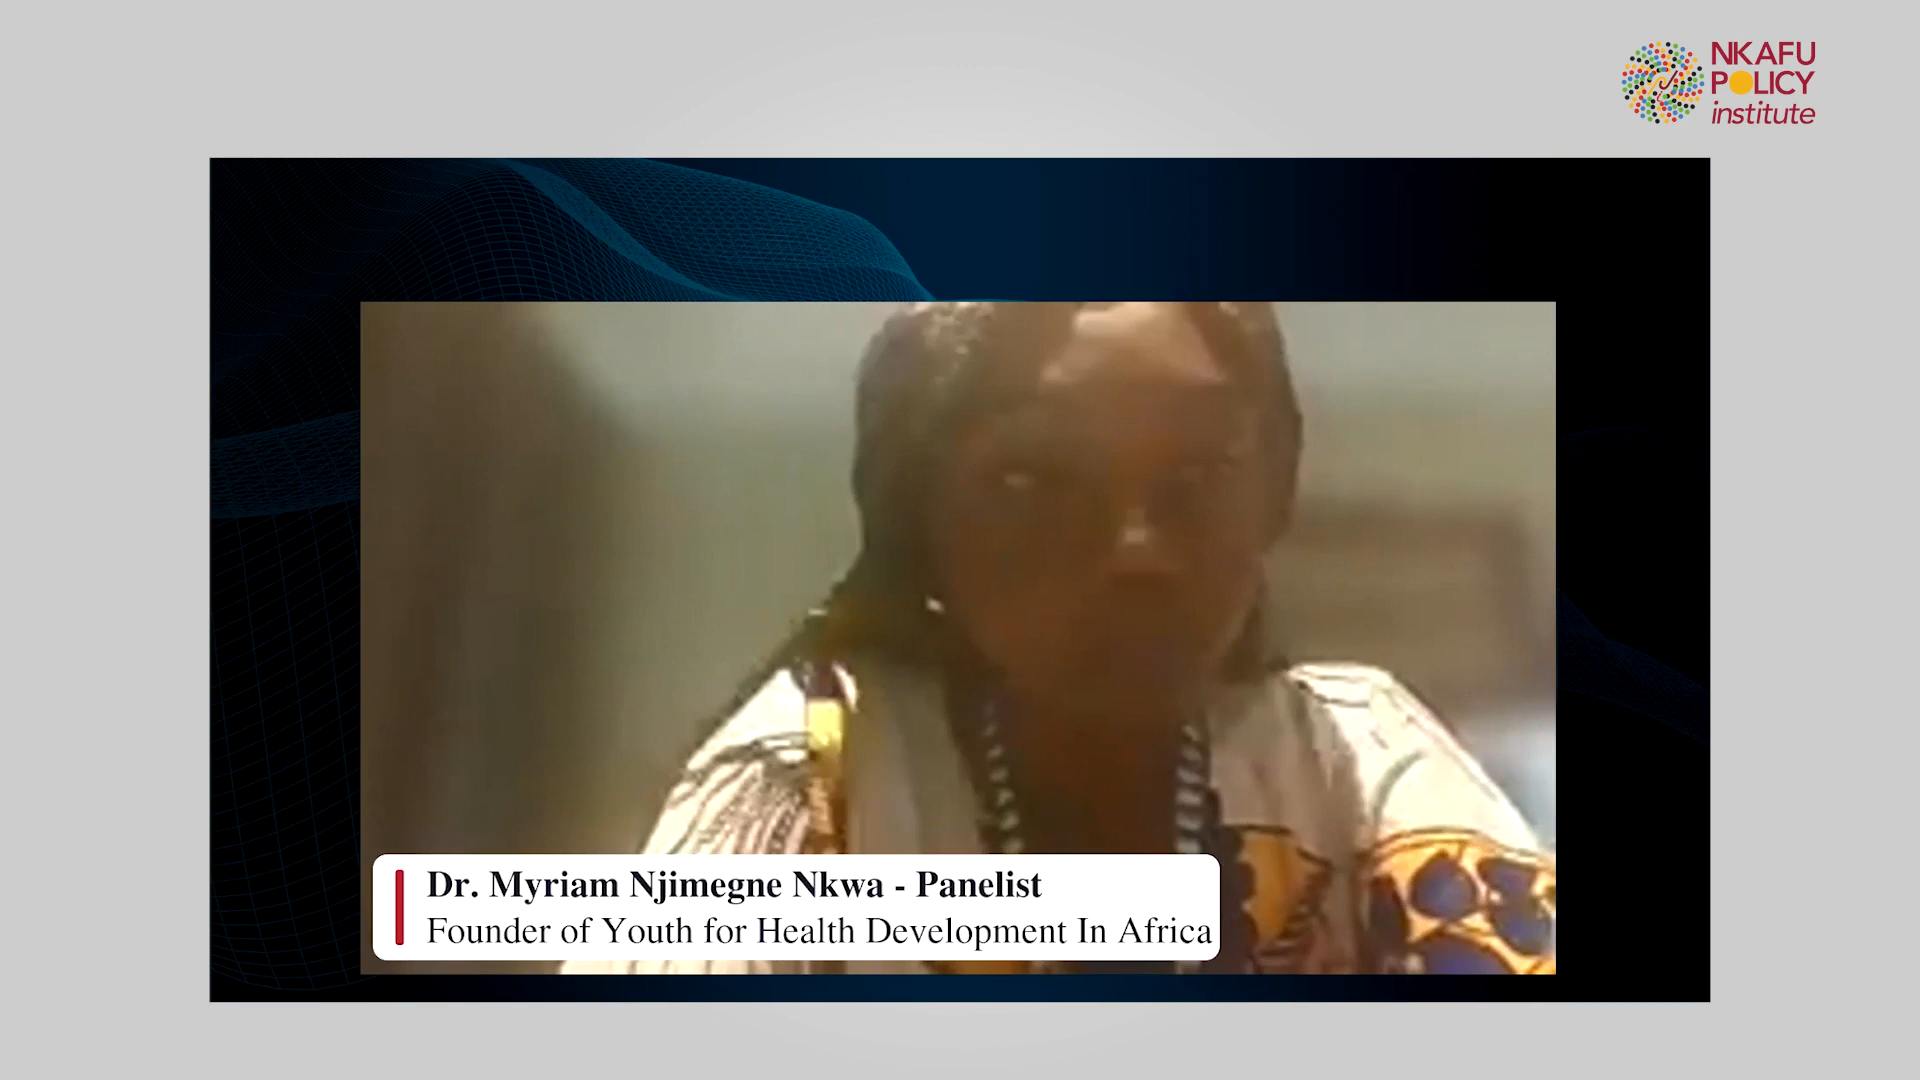 NKAFU
POLICY
institute
Dr. Myriam Njimegne Nkwa - Panelist
Founder of Youth for Health Development In Africa